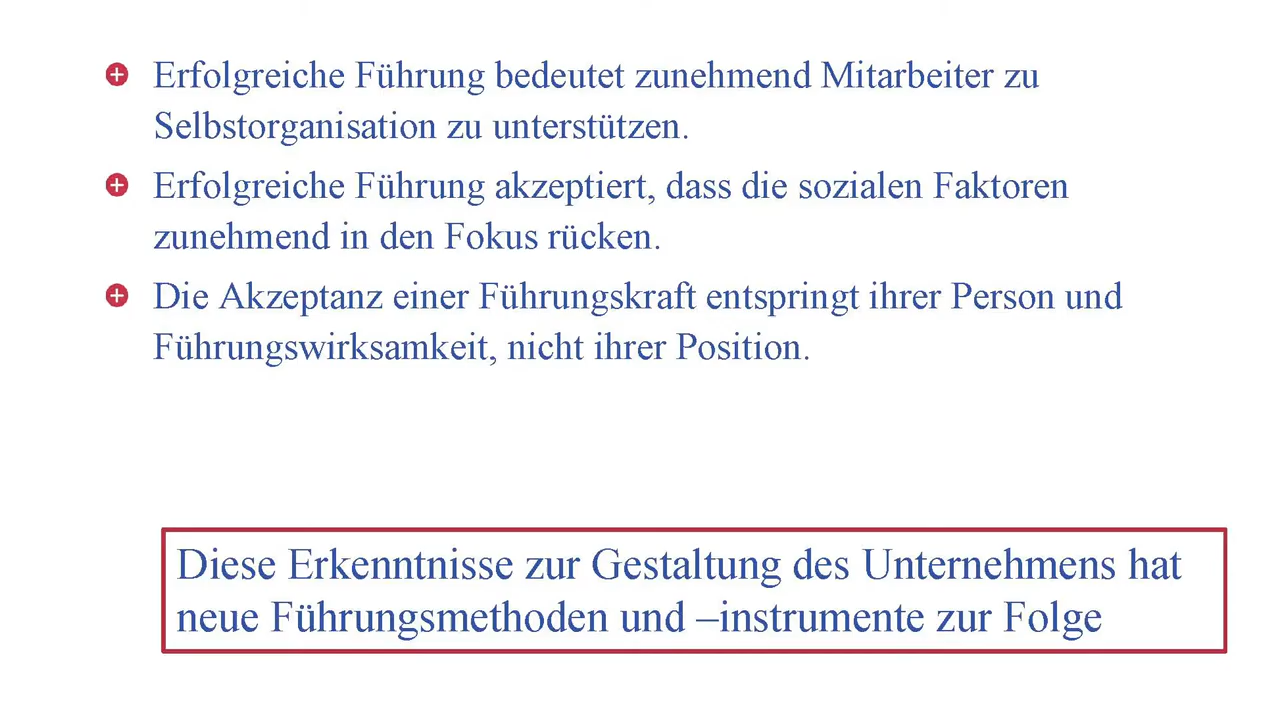 Erfolgreiche Führung bedeutet zunehmend Mitarbeiter zu
Selbstorganisation zu unterstützen.
Erfolgreiche Führung akzeptiert, dass die sozialen Faktoren
zunehmend in den Fokus rücken.
Die Akzeptanz einer Führungskraft entspringt ihrer Person und
Führungswirksamkeit, nicht ihrer Position.
Diese Erkenntnisse zur Gestaltung des Unternehmens hat
neue Führungsmethoden und –instrumente zur Folge